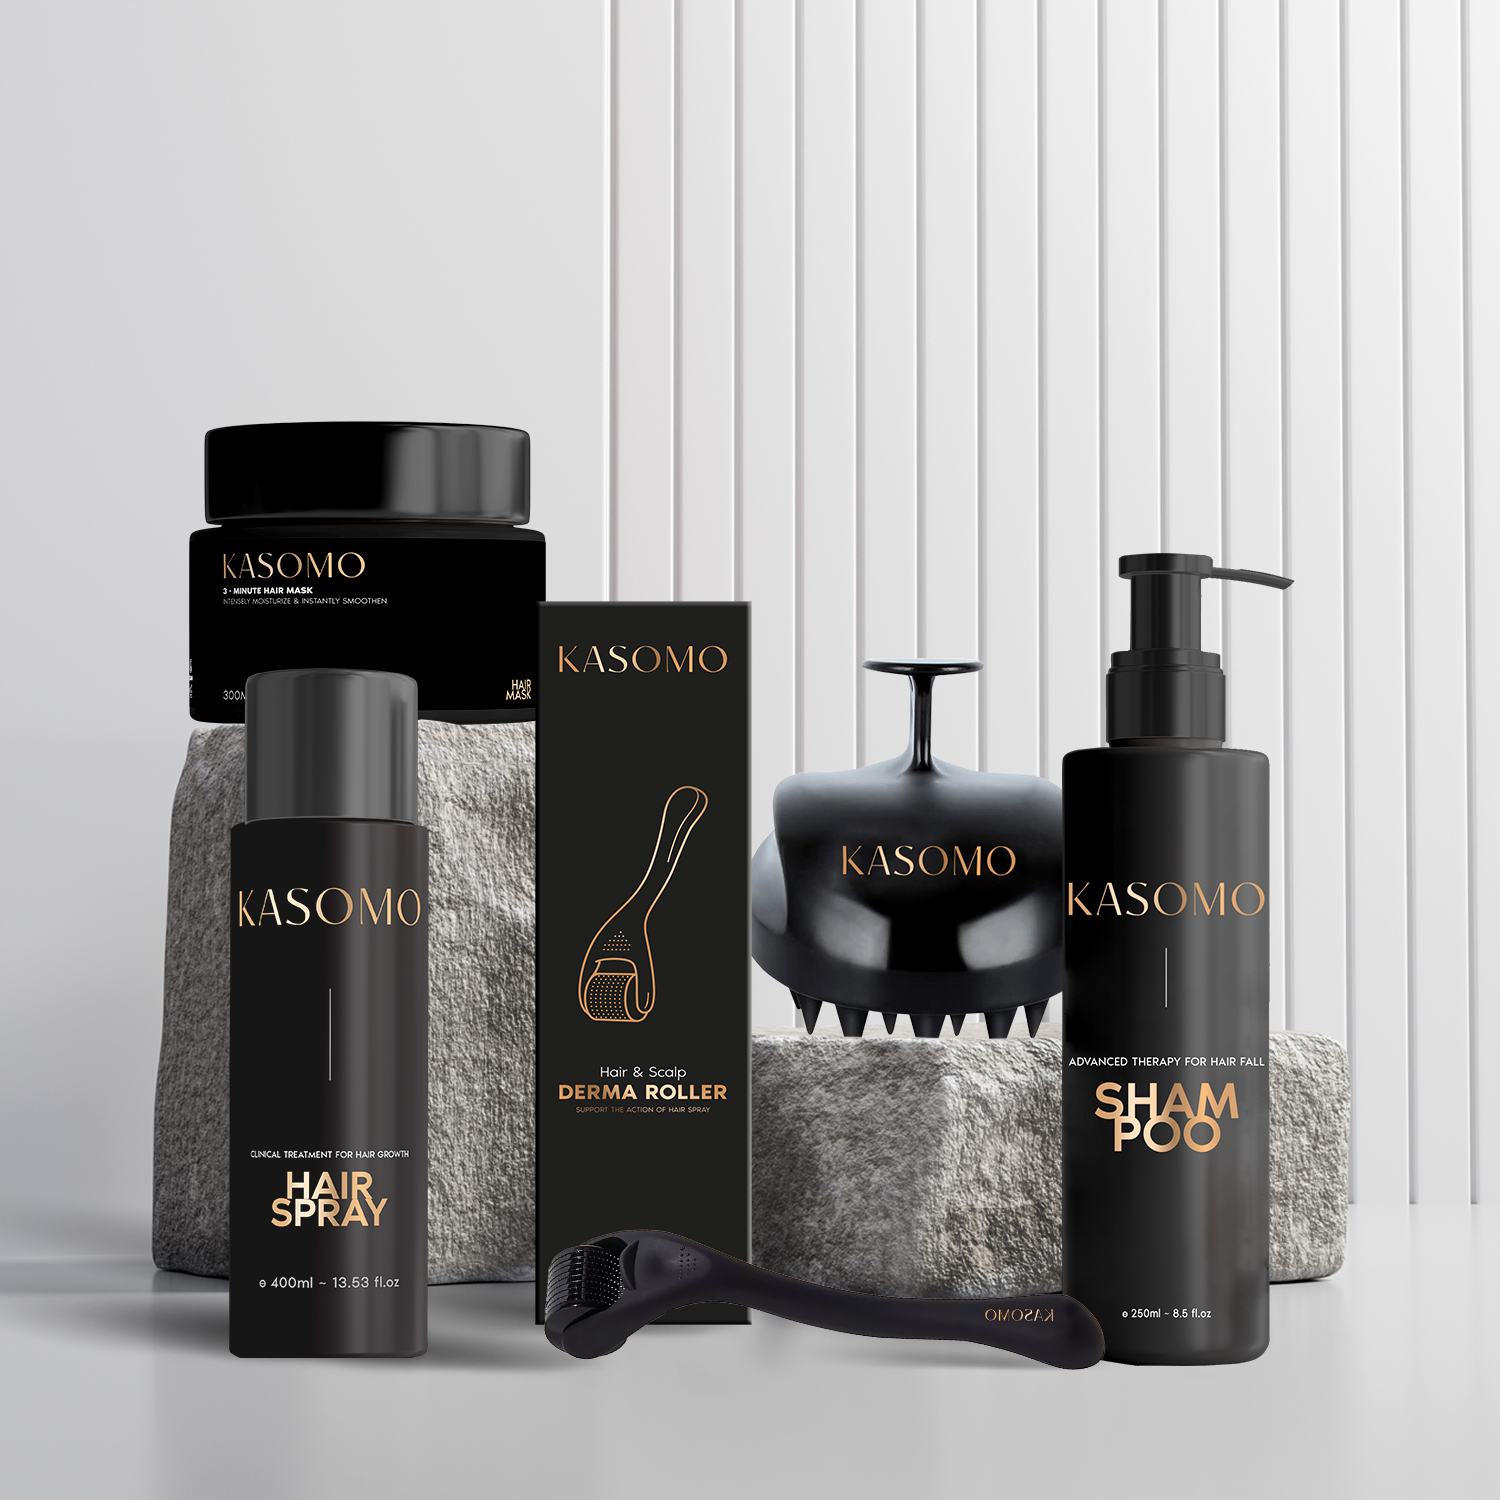 KASOMO
3 - MINUTE HAIR MASK
INTENSELY MOISTURIZE & INSTANTLY SMOOTHEN
HAIR
MASK
KASOMO
CLINICAL TREATMENT FOR HAIR GROWTH
HAIR
SPRAY
e 400ml ~ 13.53 fl.oz
KASOMO
Hair & Scalp
DERMA ROLLER
SUPPORT THE ACTION OF HAIR SPRAY
KASOMO
KASOMO
KASOMO
ADVANCED THERAPY FOR HAIR FALL
SHAM
POO
e 250ml ~ 8.5 fl.oz